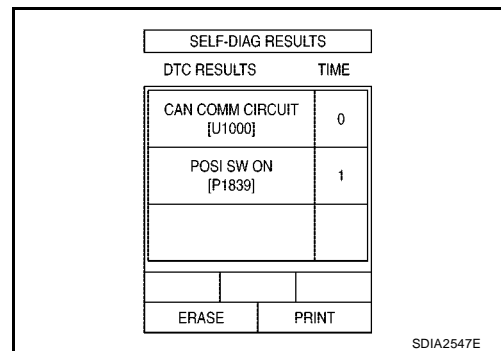 SELF-DIAG RESULTS
DTC RESULTS TIME
CAN COMM CIRCUIT 0
[U1000]
POSI SW ON 1
[P1839]
ERASE PRINT
SDIA2547E